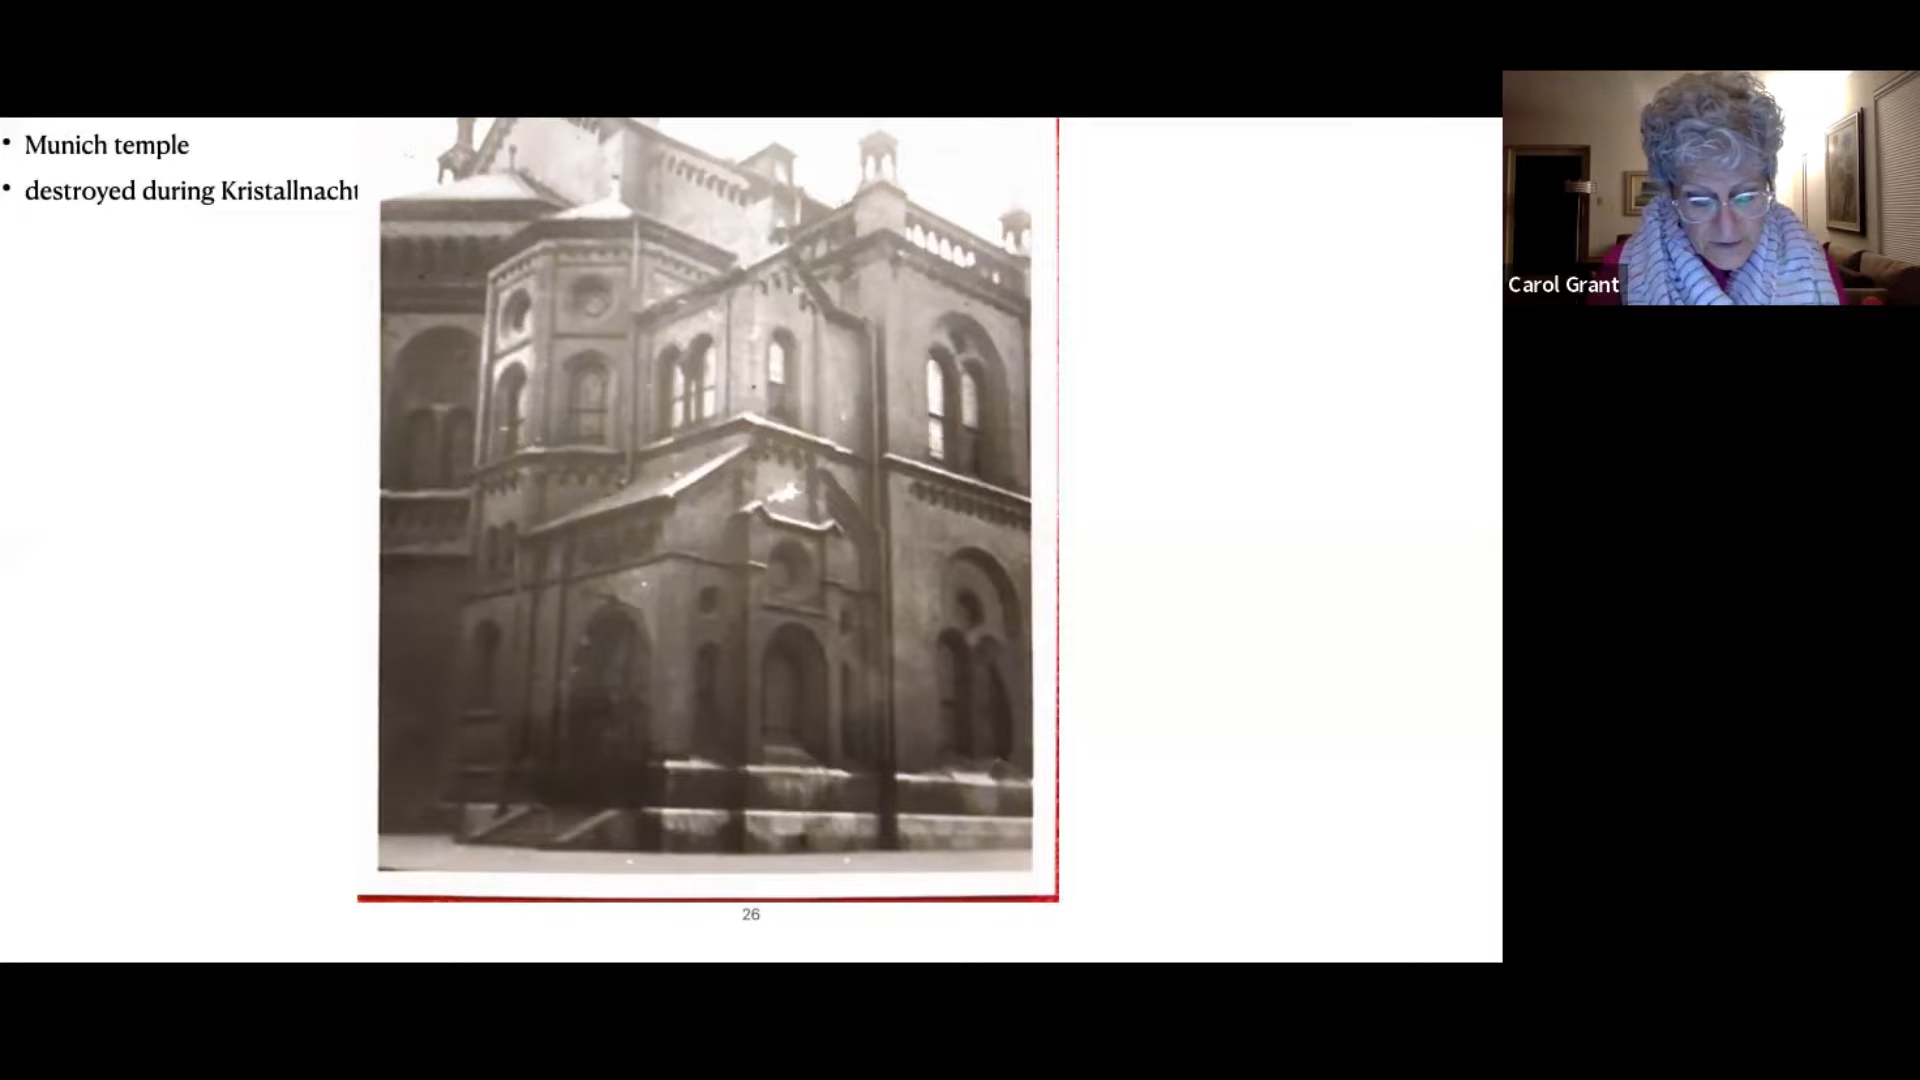 • Munich temple
• destroyed during Kristallnacht
Carol Grant
26